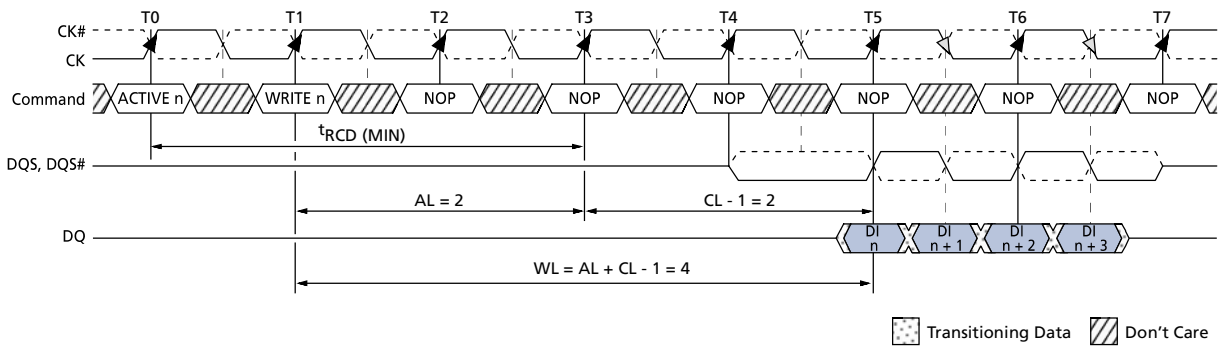 T0 T1 T2 T3 T4 T5 T6 T7
CK#
CK
Command ACTIVE n WRITE n NOP NOP NOP NOP NOP NOP
tRCD (MIN)
DQS, DQS#
AL = 2 CL - 1 = 2
DQ DI n DI n + 1 DI n + 2 DI n + 3
WL = AL + CL - 1 = 4
Transitioning Data Don't Care